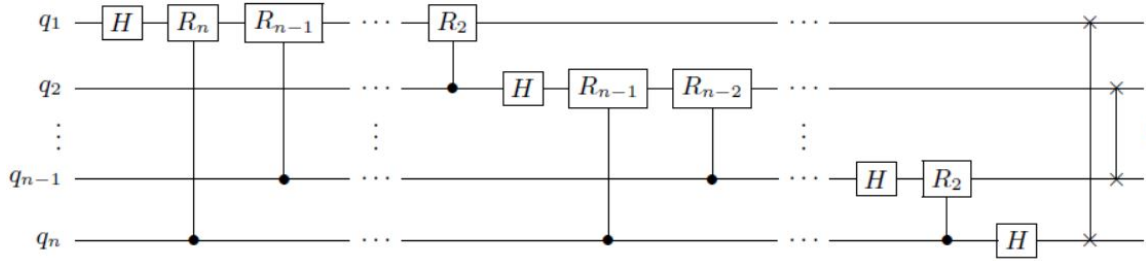 q₁ H Rₙ Rₙ₋₁ ⋯ R₂ ⋯
q₂ ⋯ H Rₙ₋₁ Rₙ₋₂ ⋯
⋮ ⋮ ⋮
qₙ₋₁ ⋯ ⋯ H R₂
qₙ ⋯ ⋯ H